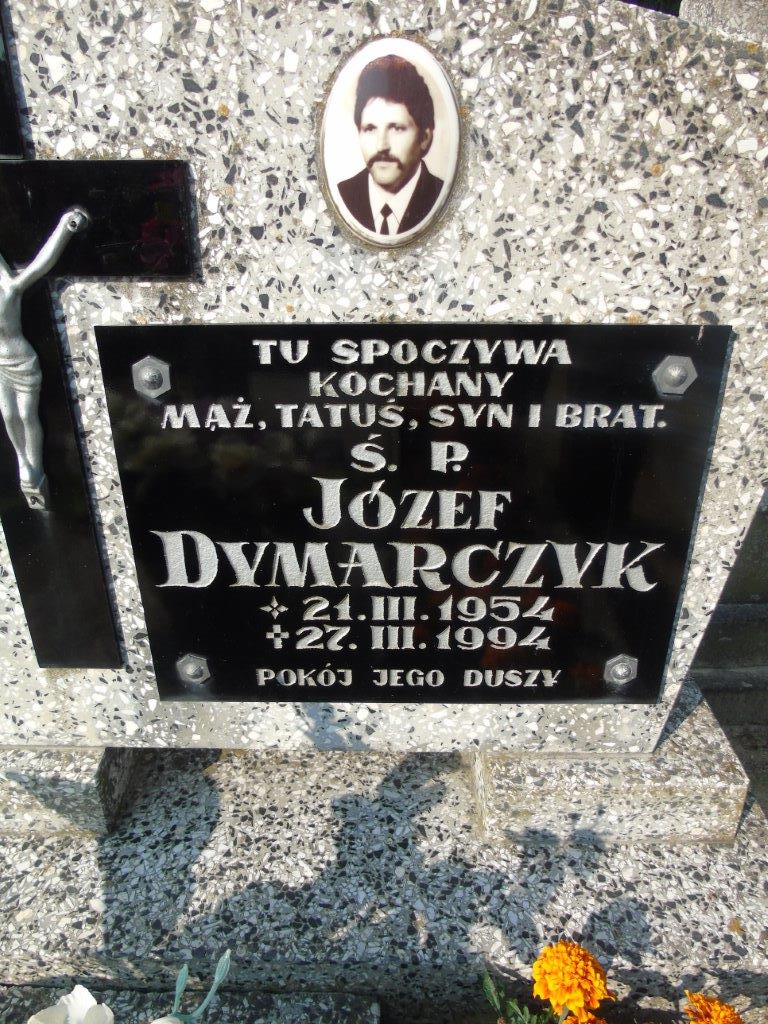 TU SPOCZYWA
KOCHANY
MĄŻ, TATUŚ, SYN I BRAT.
Ś. P.
JÓZEF
DYMARCZYK
21. III. 1954
27. III. 1994
POKÓJ JEGO DUSZY